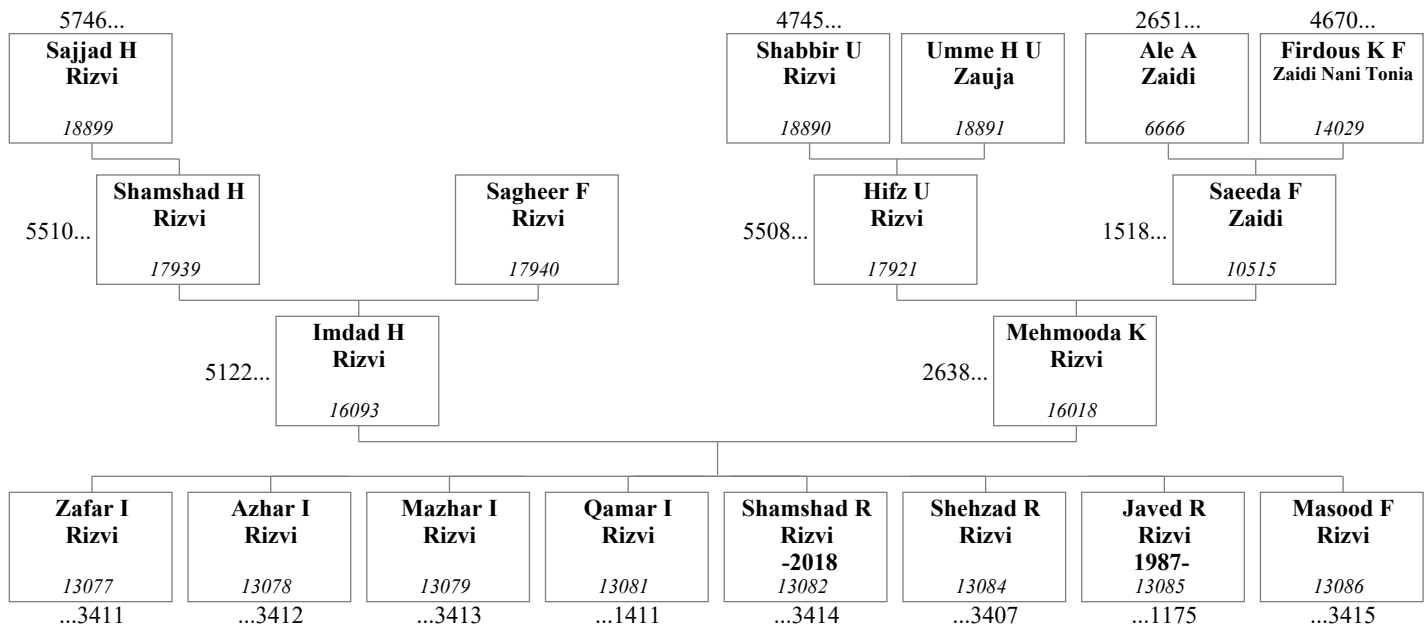 5746...
Sajjad H
Rizvi
18899
4745...
Shabbir U
Rizvi
18890
Umme H U
Zauja
18891
2651...
Ale A
Zaidi
6666
4670...
Firdous K F
Zaidi Nani Tonia
14029
5510...
Shamshad H
Rizvi
17939
Sagheer F
Rizvi
17940
5508...
Hifz U
Rizvi
17921
1518...
Saeeda F
Zaidi
10515
5122...
Imdad H
Rizvi
16093
2638...
Mehmooda K
Rizvi
16018
Zafar I
Rizvi
13077
...3411
Azhar I
Rizvi
13078
...3412
Mazhar I
Rizvi
13079
...3413
Qamar I
Rizvi
13081
...1411
Shamshad R
Rizvi
-2018
13082
...3414
Shehzad R
Rizvi
13084
...3407
Javed R
Rizvi
1987-
13085
...1175
Masood F
Rizvi
13086
...3415